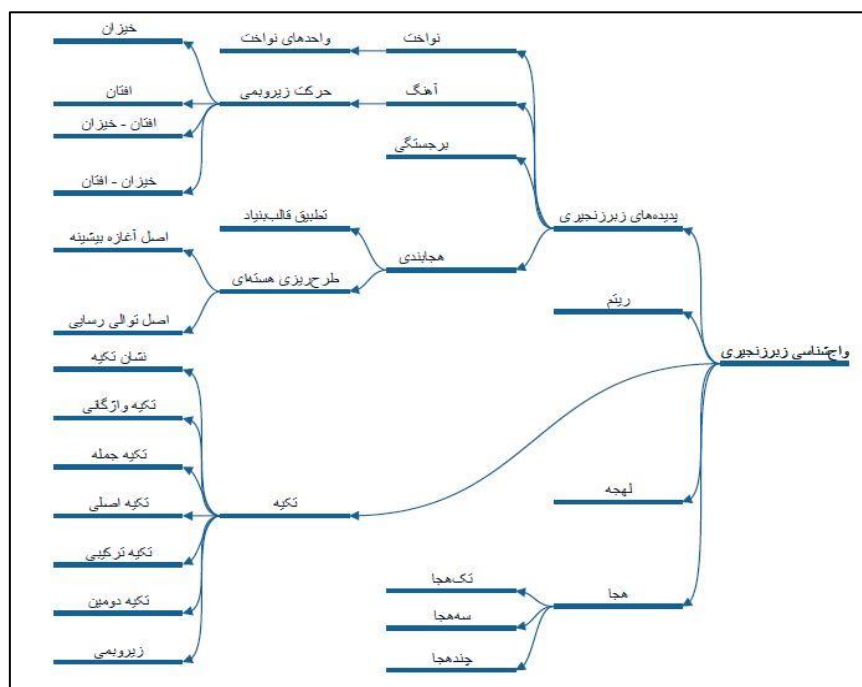 واج‌شناسی زبرزنجیری
پدیده‌های زبرزنجیری
نواخت
واحدهای نواخت
آهنگ
حرکت زیروبمی
خیزان
افتان
افتان - خیزان
خیزان - افتان
برجستگی
هجابندی
تطبیق قالب‌بنیاد
طرح‌ریزی هسته‌ای
اصل آغازه بیشینه
اصل توالی رسایی
ریتم
تکیه
نشان تکیه
تکیه واژگانی
تکیه جمله
تکیه اصلی
تکیه ترکیبی
تکیه دومین
زیروبمی
لهجه
هجا
تک‌هجا
سه‌هجا
چندهجا